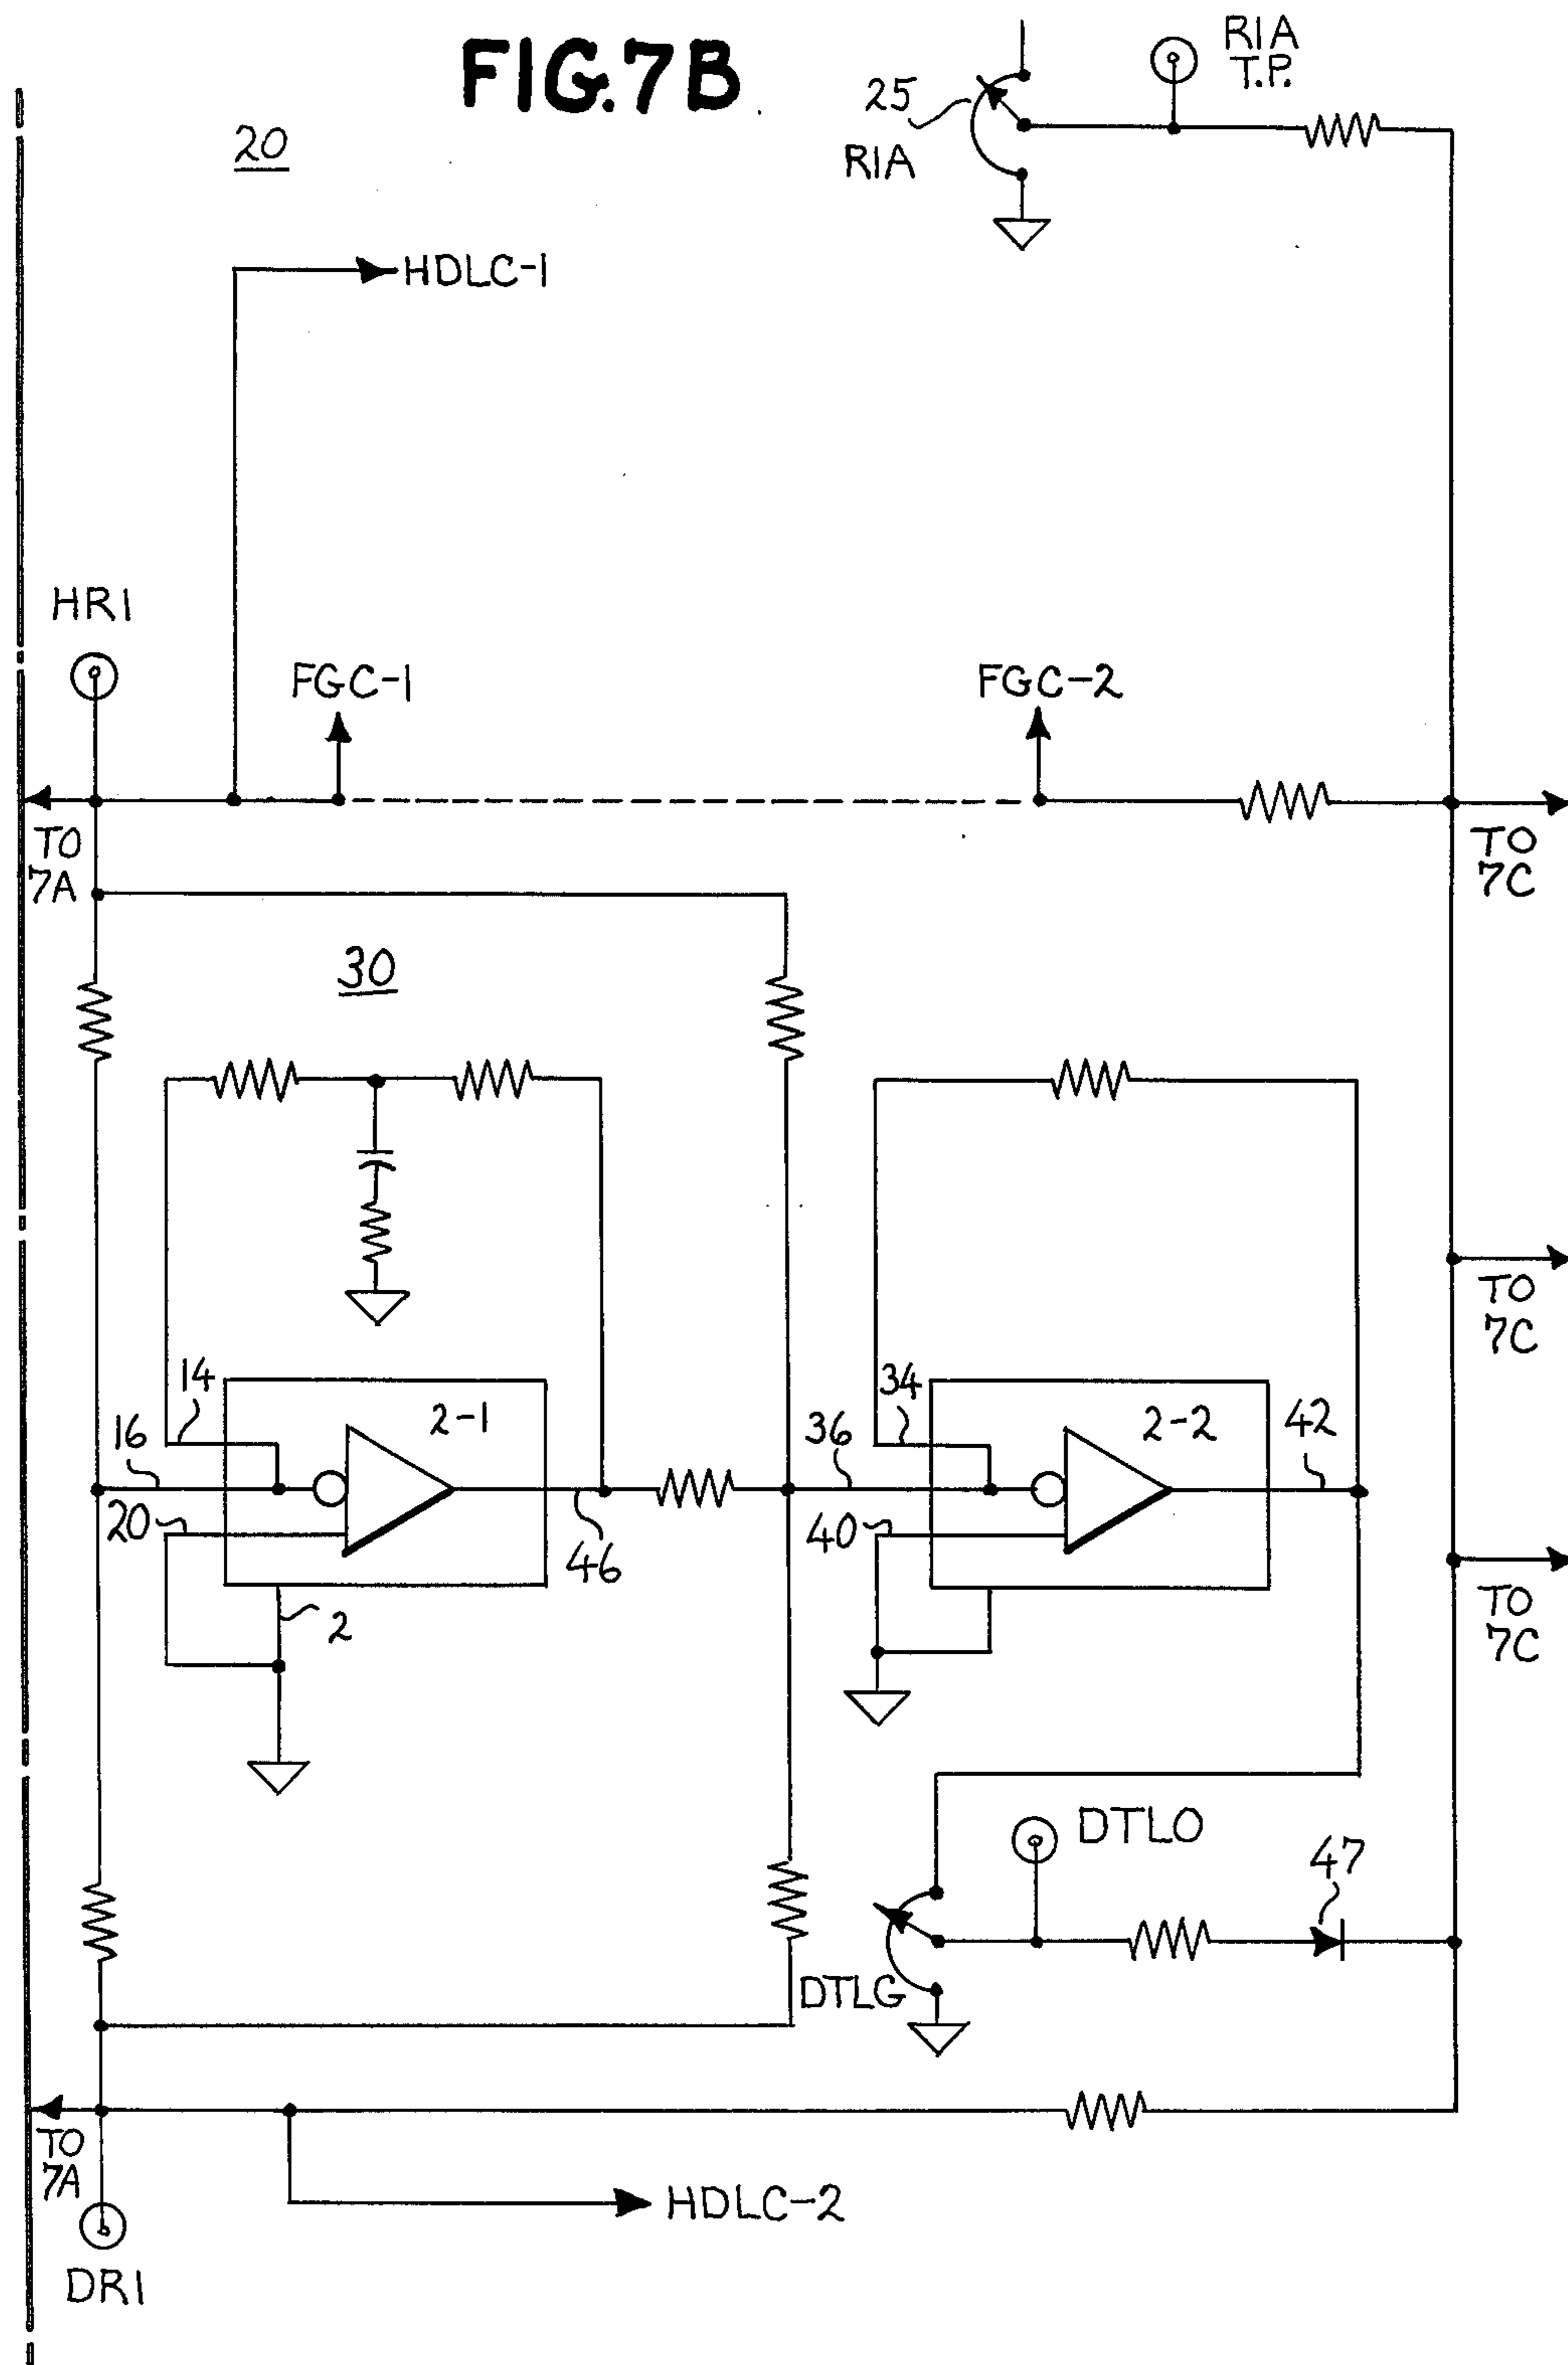 FIG.7B
RIA
T.P.
25
RIA
20
HDLC-1
HR1
FGC-1
FGC-2
TO
7A
TO
7C
30
TO
7C
14
2-1
16
20
46
2
34
2-2
36
40
42
TO
7C
DTLO
47
DTLG
TO
7A
HDLC-2
DR1